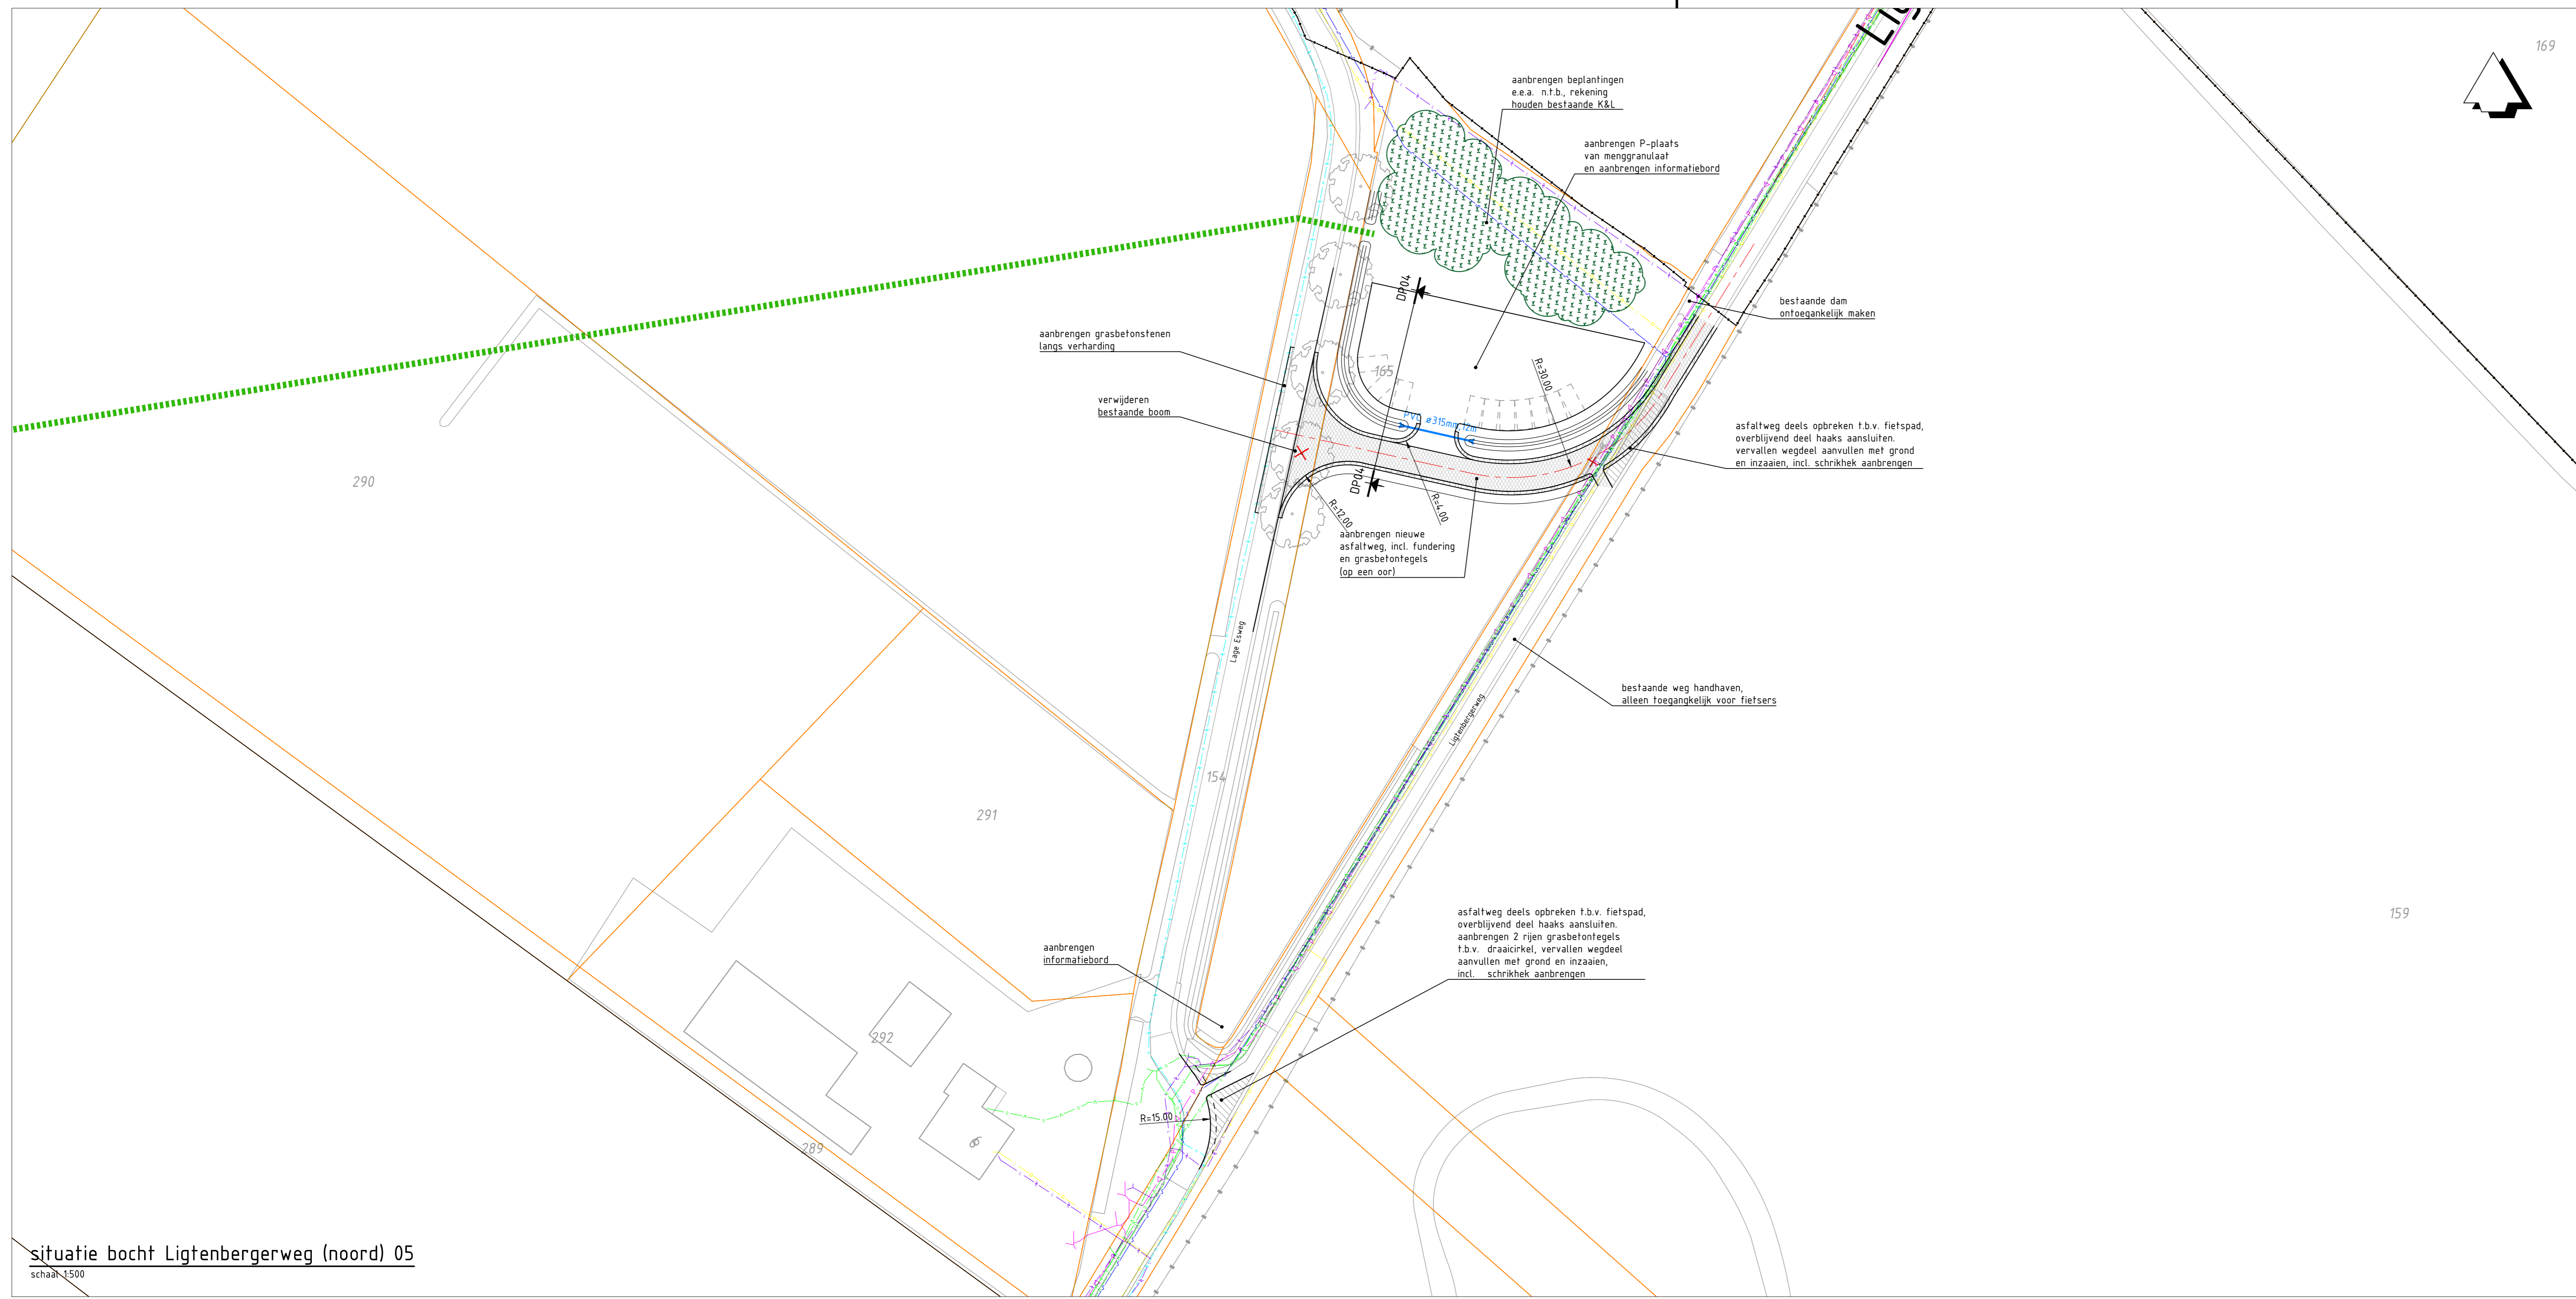 169
aanbrengen beplantingen
e.e.a. n.t.b., rekening
houden bestaande K&L
aanbrengen P-plaats
van menggranulaat
en aanbrengen informatiebord
DP04
bestaande dam
ontoegankelijk maken
aanbrengen grasbetonstenen
langs verharding
165
R=30.00
verwijderen
bestaande boom
PVC ø315mm 12m
asfaltweg deels opbreken t.b.v. fietspad,
overblijvend deel haaks aansluiten.
vervallen wegdeel aanvullen met grond
en inzaaien, incl. schrikhek aanbrengen
290
DP04
R=12.00
R=4.00
aanbrengen nieuwe
asfaltweg, incl. fundering
en grasbetontegels
(op een oor)
Lage Esweg
bestaande weg handhaven,
alleen toegangkelijk voor fietsers
Ligtenbergerweg
154
291
159
asfaltweg deels opbreken t.b.v. fietspad,
overblijvend deel haaks aansluiten.
aanbrengen 2 rijen grasbetontegels
t.b.v. draaicirkel, vervallen wegdeel
aanvullen met grond en inzaaien,
incl. schrikhek aanbrengen
aanbrengen
informatiebord
292
R=15.00
289
situatie bocht Ligtenbergerweg (noord) 05
schaal 1:500